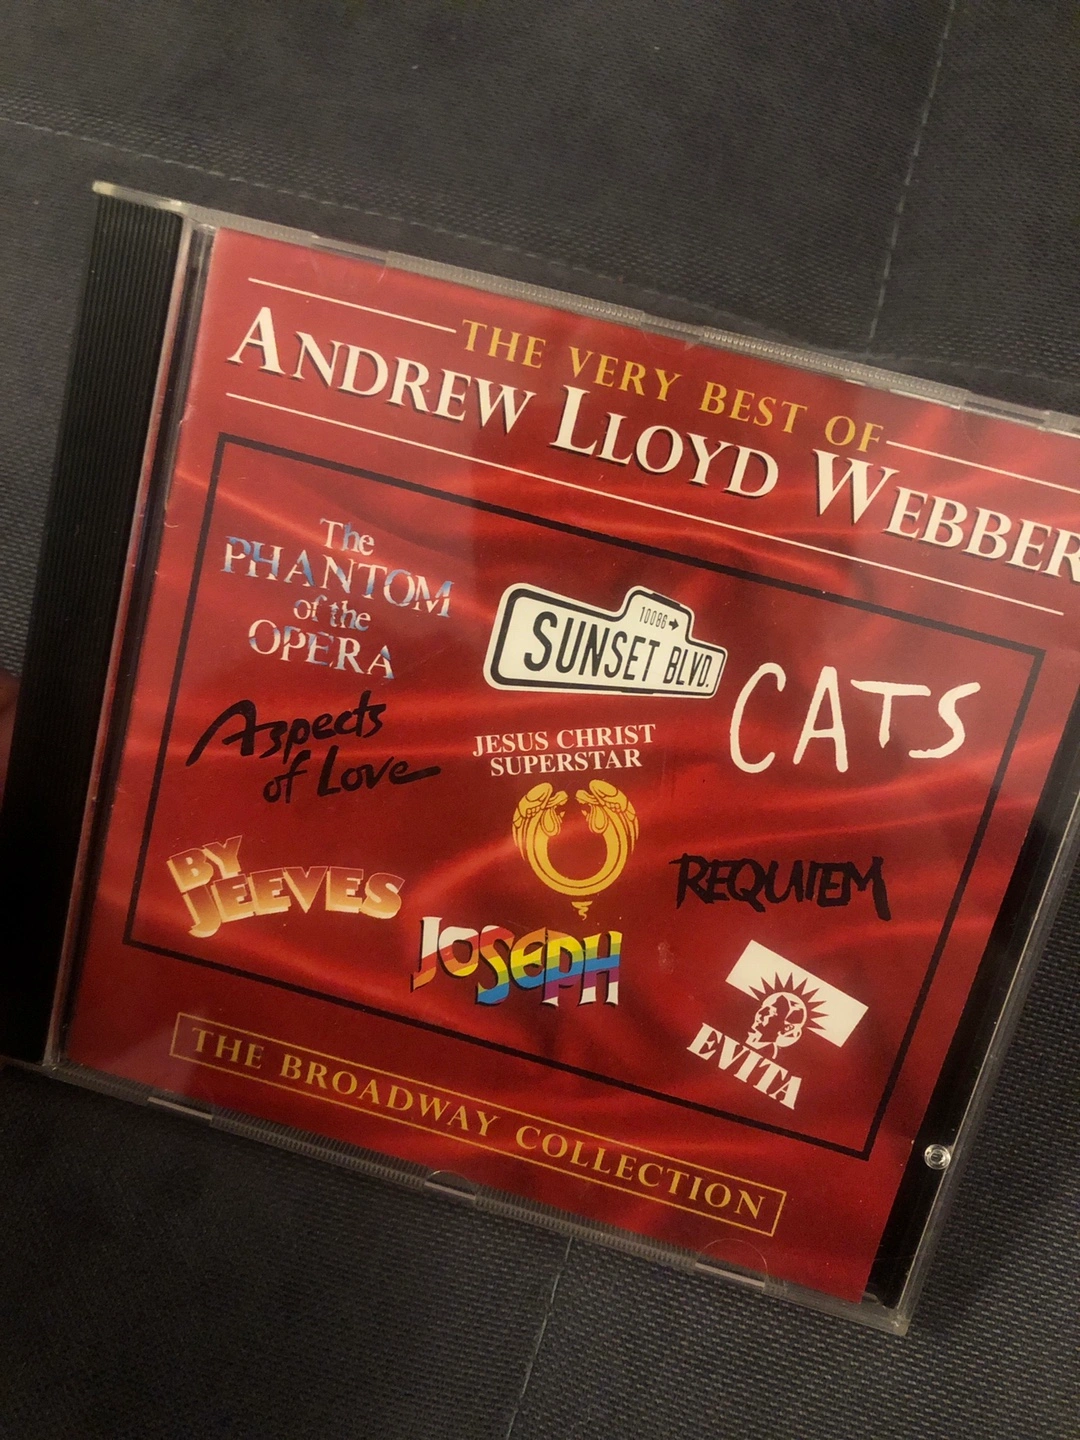 THE VERY BEST OF
ANDREW LLOYD WEBBER
The
PHANTOM
of the
OPERA
10086
SUNSET BLVD.
CATS
Aspects
of Love
JESUS CHRIST
SUPERSTAR
BY
JEEVES
REQUIEM
JOSEPH
EVITA
THE BROADWAY COLLECTION